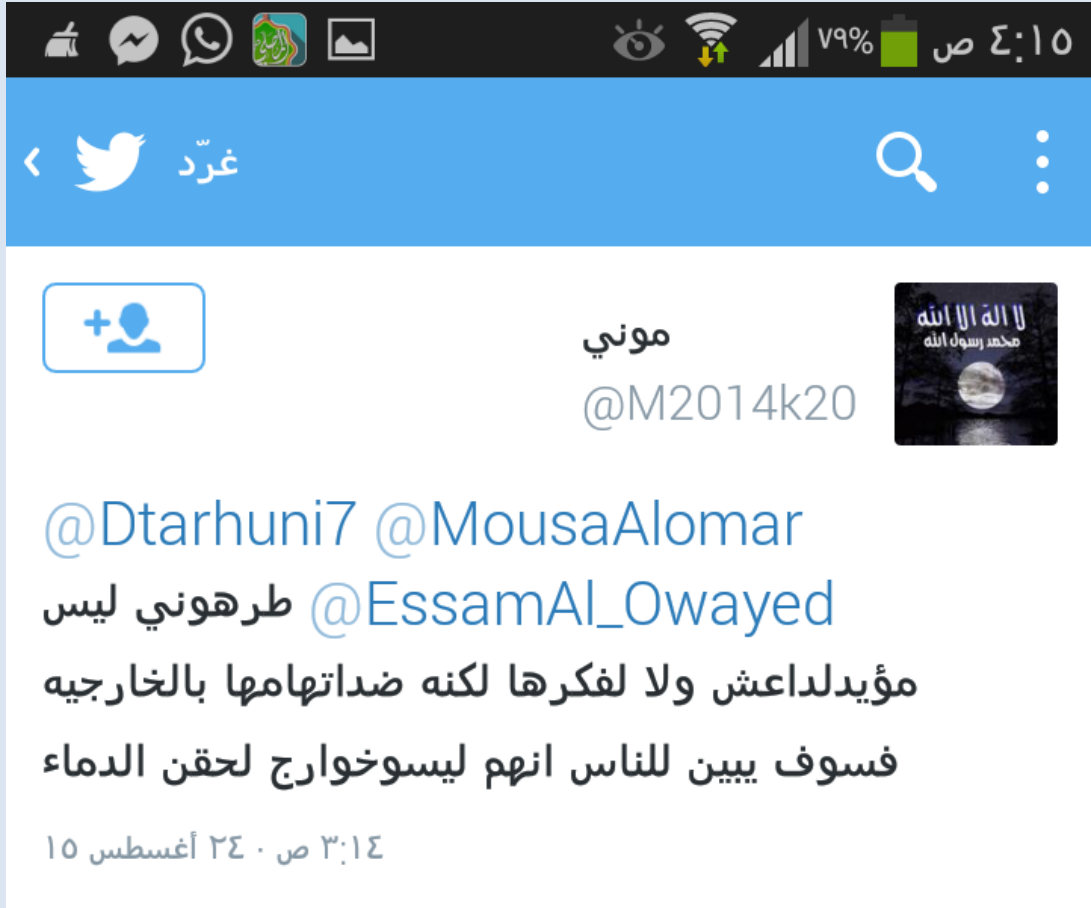 ٤:١٥ ص ٧٩%
غرّد
موني
@M2014k20
لا اله الا الله
محمد رسول الله
@Dtarhuni7 @MousaAlomar
@EssamAl_Owayed طرهوني ليس
مؤيدلداعش ولا لفكرها لكنه ضداتهامها بالخارجيه
فسوف يبين للناس انهم ليسوخوارج لحقن الدماء
٣:١٤ ص · ٢٤ أغسطس ١٥